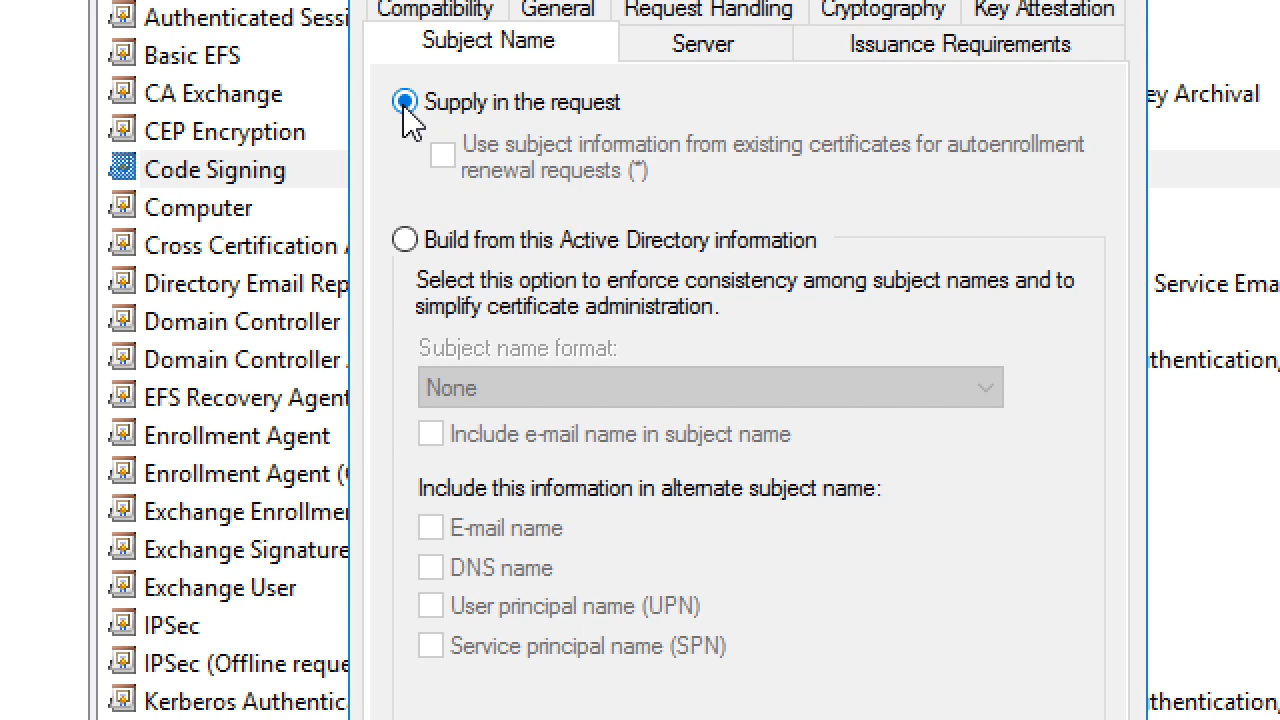 Authenticated Sessi
Basic EFS
CA Exchange
CEP Encryption
Code Signing
Computer
Cross Certification
Directory Email Rep
Domain Controller
Domain Controller
EFS Recovery Agent
Enrollment Agent
Enrollment Agent (
Exchange Enrollmen
Exchange Signature
Exchange User
IPSec
IPSec (Offline reque
Kerberos Authentic
Compatibility General Request Handling Cryptography Key Attestation
Subject Name Server Issuance Requirements
Supply in the request
Use subject information from existing certificates for autoenrollment
renewal requests (*)
Build from this Active Directory information
Select this option to enforce consistency among subject names and to
simplify certificate administration.
Subject name format:
None
Include e-mail name in subject name
Include this information in alternate subject name:
E-mail name
DNS name
User principal name (UPN)
Service principal name (SPN)
ey Archival
Service Ema
thentication,
thentication,